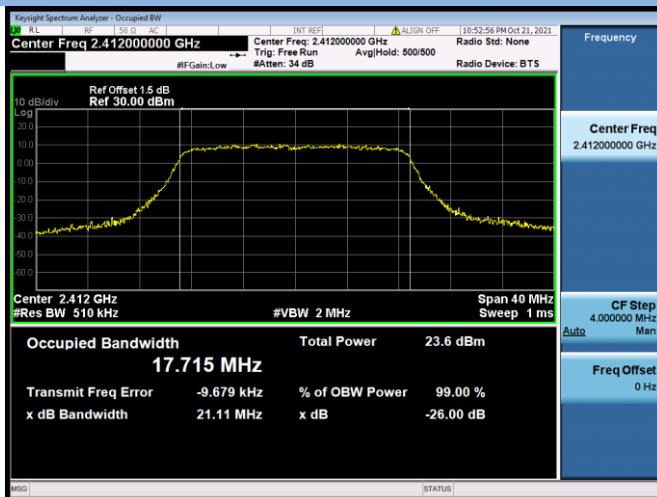 Keysight Spectrum Analyzer - Occupied BW
RL RF 50 Ω AC INT REF ALIGN OFF 10:52:56 PM Oct 21, 2021
Center Freq 2.412000000 GHz Center Freq: 2.412000000 GHz Radio Std: None
Trig: Free Run Avg|Hold: 500/500
#IFGain:Low #Atten: 34 dB Radio Device: BTS
Frequency
Ref Offset 1.5 dB
10 dB/div Ref 30.00 dBm
Log
20.0
10.0
0.00
-10.0
-20.0
-30.0
-40.0
-50.0
-60.0
Center 2.412 GHz Span 40 MHz
#Res BW 510 kHz #VBW 2 MHz Sweep 1 ms
Center Freq
2.412000000 GHz
CF Step
4.000000 MHz
Auto Man
Freq Offset
0 Hz
Occupied Bandwidth Total Power 23.6 dBm
17.715 MHz
Transmit Freq Error -9.679 kHz % of OBW Power 99.00 %
x dB Bandwidth 21.11 MHz x dB -26.00 dB
MSG STATUS